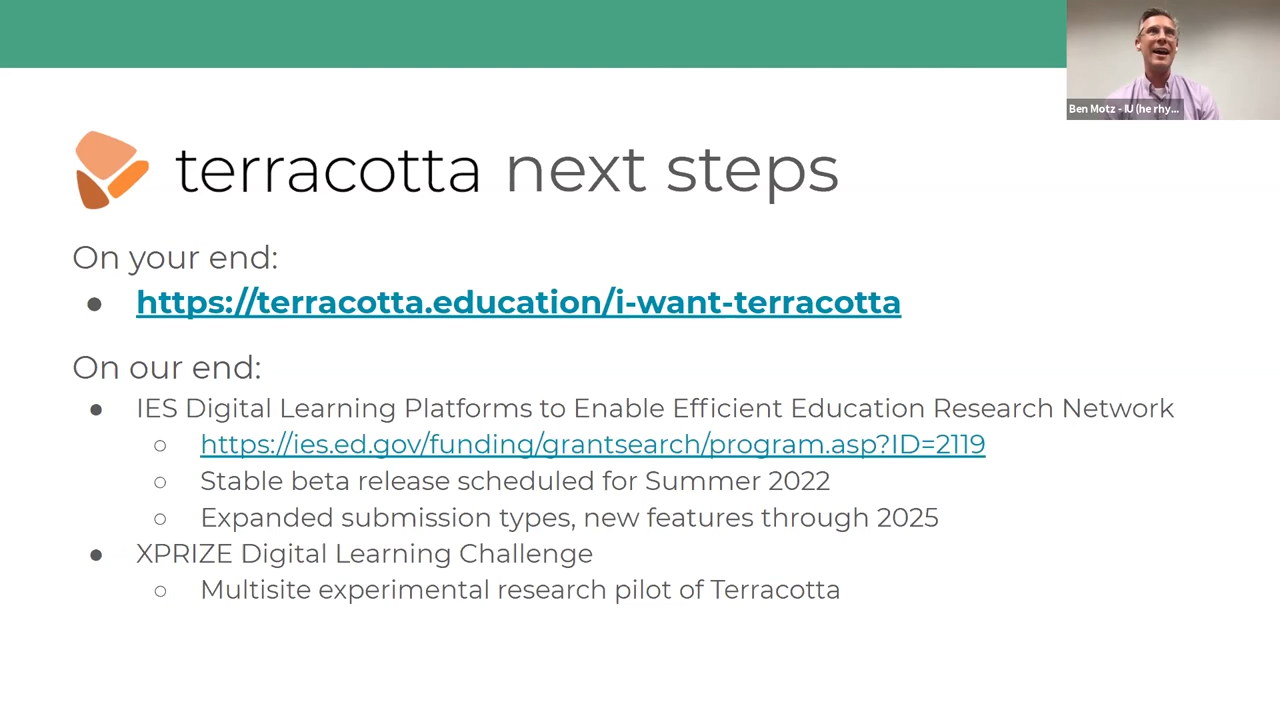 Ben Motz - IU (he rhy...
terracotta next steps
On your end:
● https://terracotta.education/i-want-terracotta
On our end:
● IES Digital Learning Platforms to Enable Efficient Education Research Network
○ https://ies.ed.gov/funding/grantsearch/program.asp?ID=2119
○ Stable beta release scheduled for Summer 2022
○ Expanded submission types, new features through 2025
● XPRIZE Digital Learning Challenge
○ Multisite experimental research pilot of Terracotta